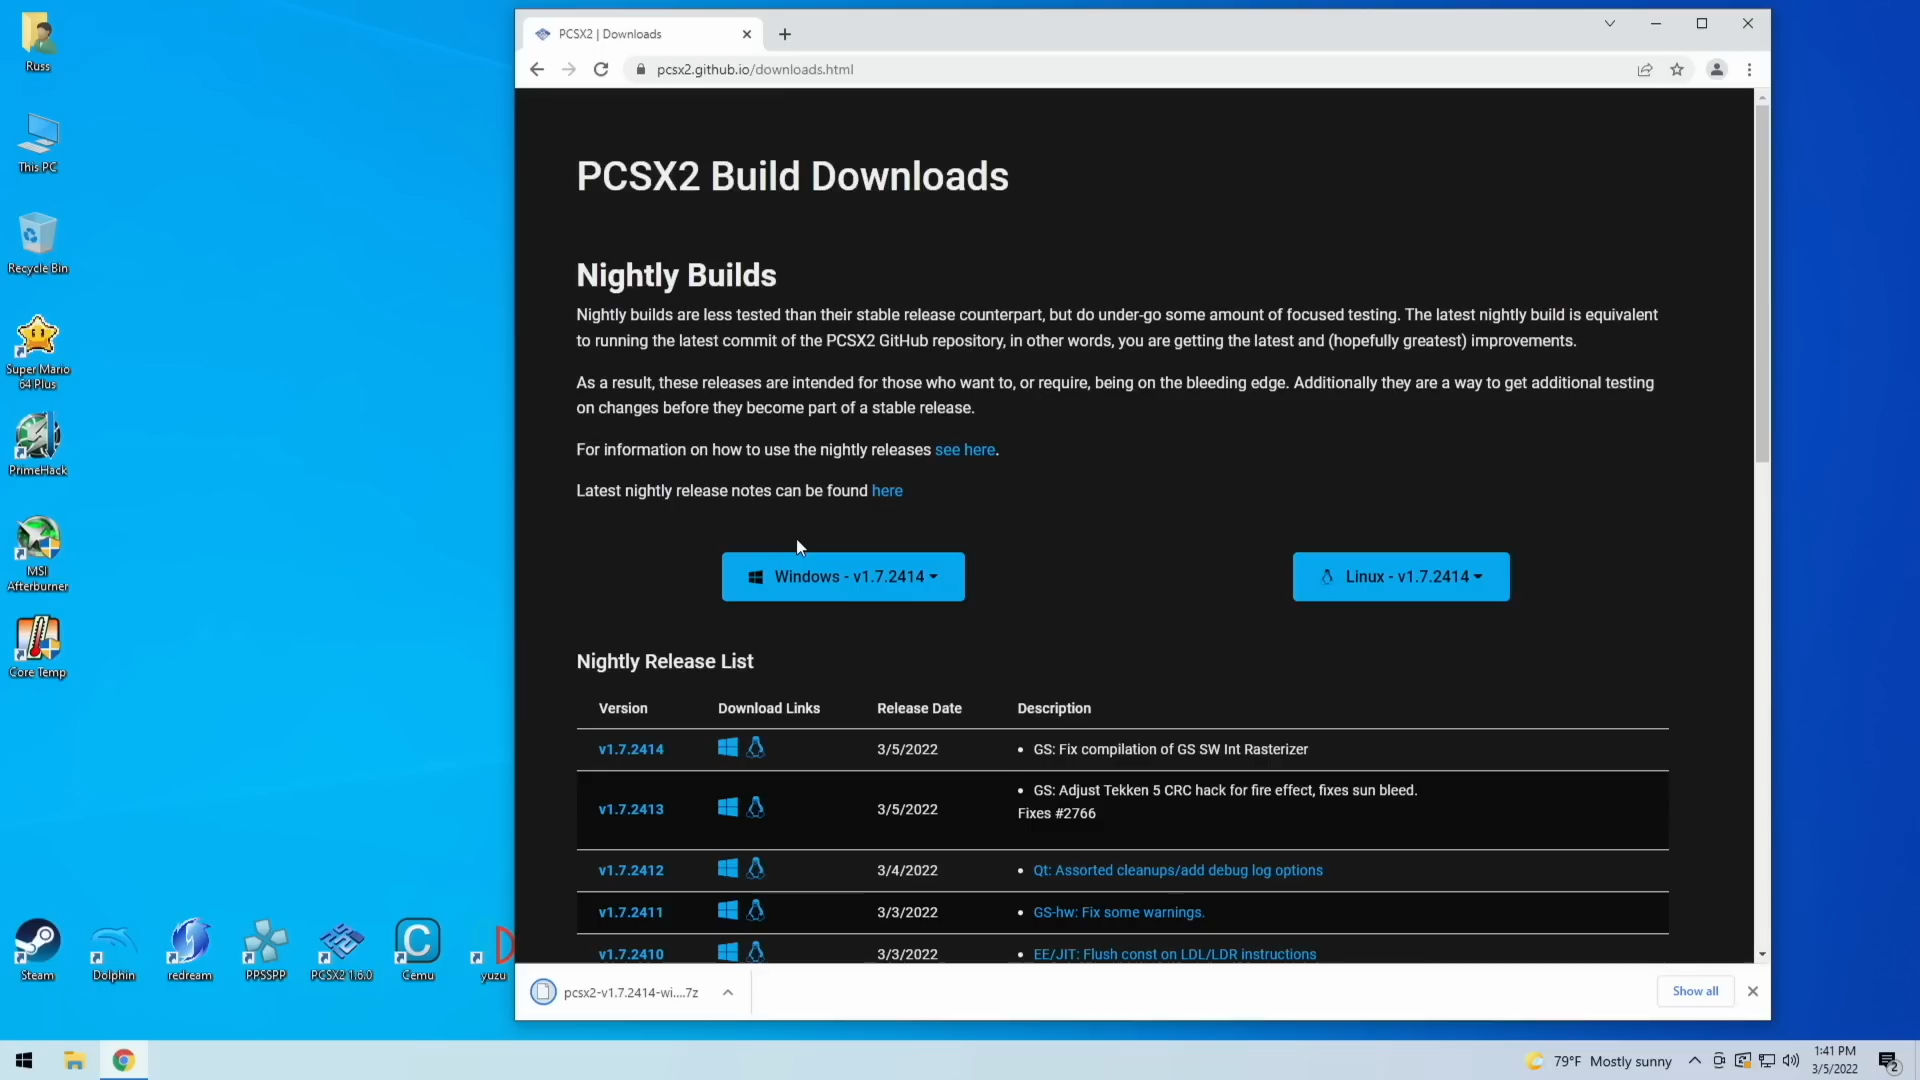 Russ
This PC
Recycle Bin
Super Mario
64 Plus
PrimeHack
MSI
Afterburner
Core Temp
Steam
Dolphin
redream
PPSSPP
PCSX2 1.6.0
Cemu
yuzu
PCSX2 | Downloads
pcsx2.github.io/downloads.html
PCSX2 Build Downloads
Nightly Builds
Nightly builds are less tested than their stable release counterpart, but do under-go some amount of focused testing. The latest nightly build is equivalent
to running the latest commit of the PCSX2 GitHub repository, in other words, you are getting the latest and (hopefully greatest) improvements.
As a result, these releases are intended for those who want to, or require, being on the bleeding edge. Additionally they are a way to get additional testing
on changes before they become part of a stable release.
For information on how to use the nightly releases see here.
Latest nightly release notes can be found here
Windows - v1.7.2414
Linux - v1.7.2414
Nightly Release List
Version Download Links Release Date Description
v1.7.2414 3/5/2022 • GS: Fix compilation of GS SW Int Rasterizer
v1.7.2413 3/5/2022 • GS: Adjust Tekken 5 CRC hack for fire effect, fixes sun bleed.
Fixes #2766
v1.7.2412 3/4/2022 • Qt: Assorted cleanups/add debug log options
v1.7.2411 3/3/2022 • GS-hw: Fix some warnings.
v1.7.2410 3/3/2022 • EE/JIT: Flush const on LDL/LDR instructions
pcsx2-v1.7.2414-wi....7z
Show all
79°F Mostly sunny
1:41 PM
3/5/2022
2